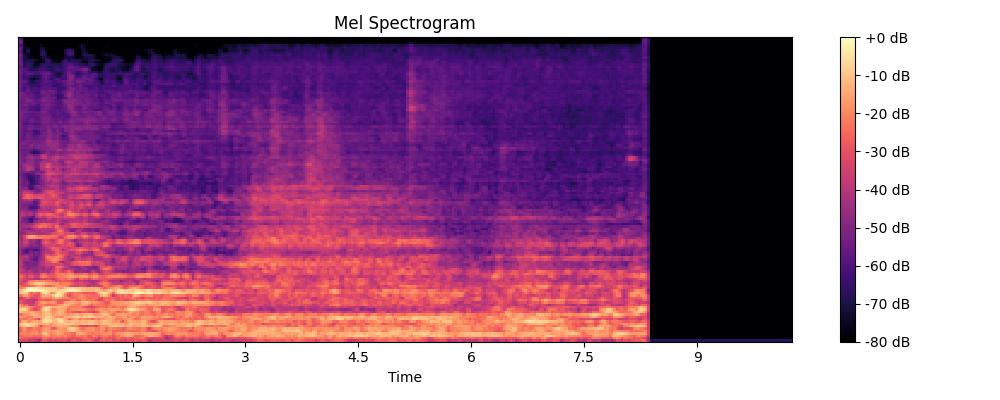 Mel Spectrogram
+0 dB
-10 dB
-20 dB
-30 dB
-40 dB
-50 dB
-60 dB
-70 dB
-80 dB
0 1.5 3 4.5 6 7.5 9
Time